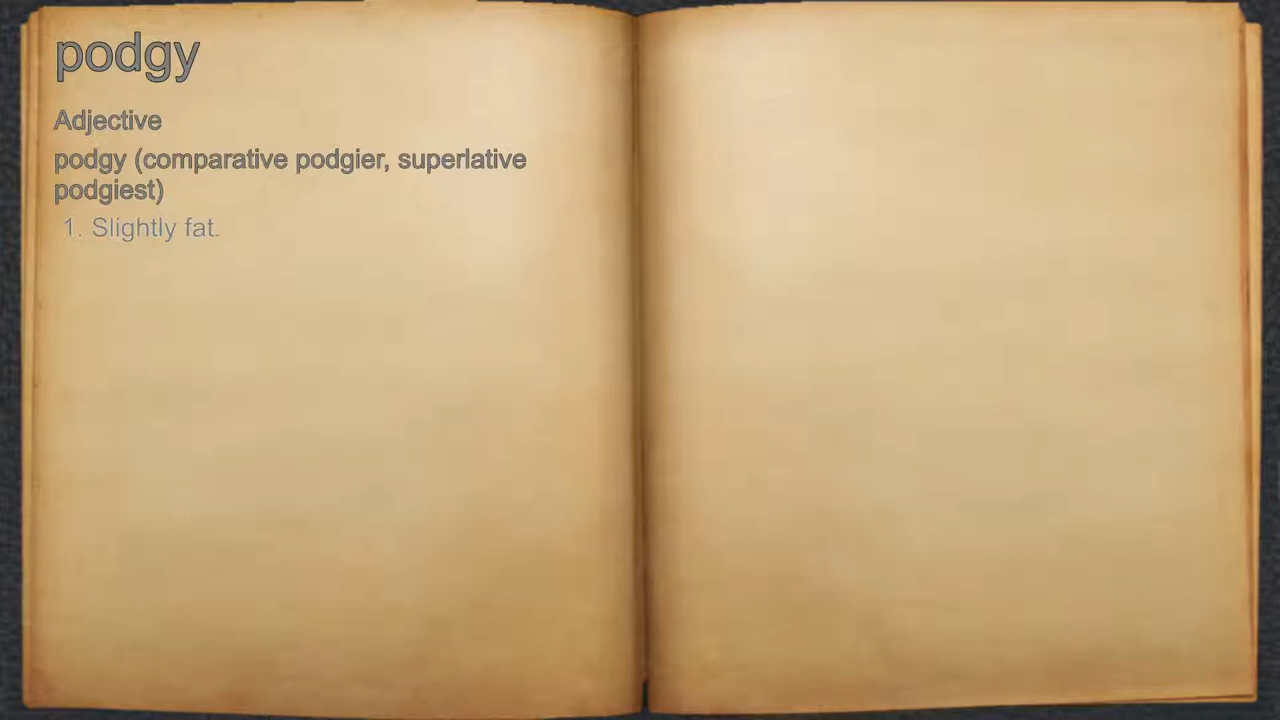 podgy
Adjective
podgy (comparative podgier, superlative
podgiest)
1. Slightly fat.